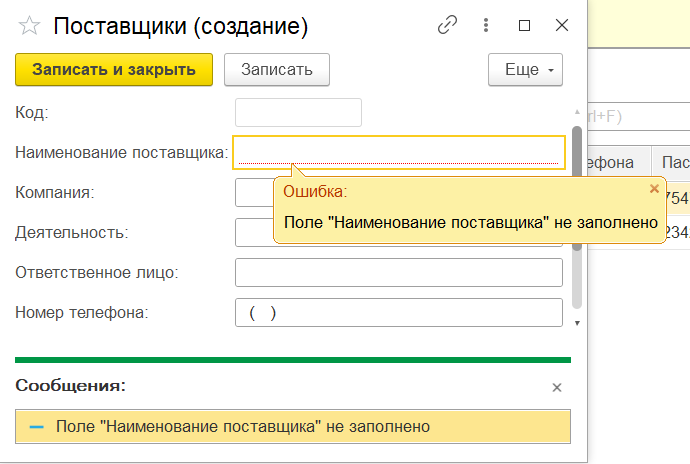 Поставщики (создание)
Записать и закрыть Записать Еще
Код:
rl+F)
Наименование поставщика:
ефона Пас
Компания:
Ошибка:
754
Поле "Наименование поставщика" не заполнено
Деятельность:
234
Ответственное лицо:
Номер телефона: ( )
Сообщения:
Поле "Наименование поставщика" не заполнено